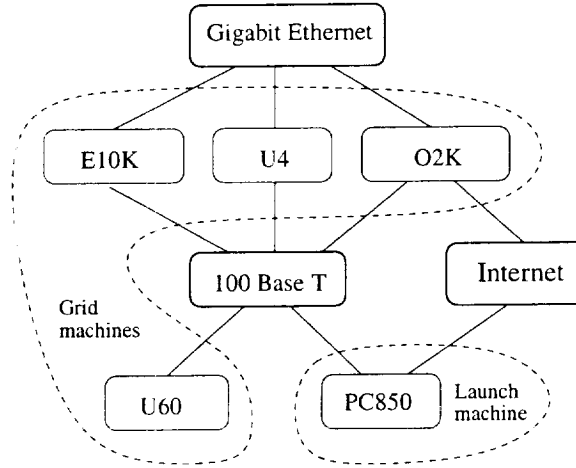 Gigabit Ethernet
E10K
U4
O2K
100 Base T
Internet
Grid
machines
U60
PC850
Launch
machine